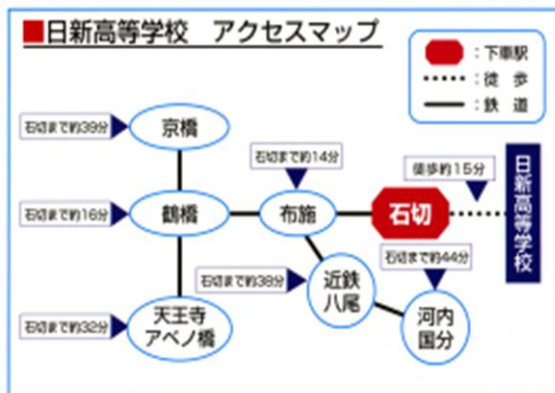 ■日新高等学校 アクセスマップ
：下車駅
：徒 歩
：鉄 道
石切まで約39分
京橋
石切まで約14分
徒歩約15分
石切まで約16分
鶴橋
布施
石切
日新高等学校
石切まで約44分
石切まで約38分
近鉄
八尾
石切まで約32分
天王寺
アベノ橋
河内
国分